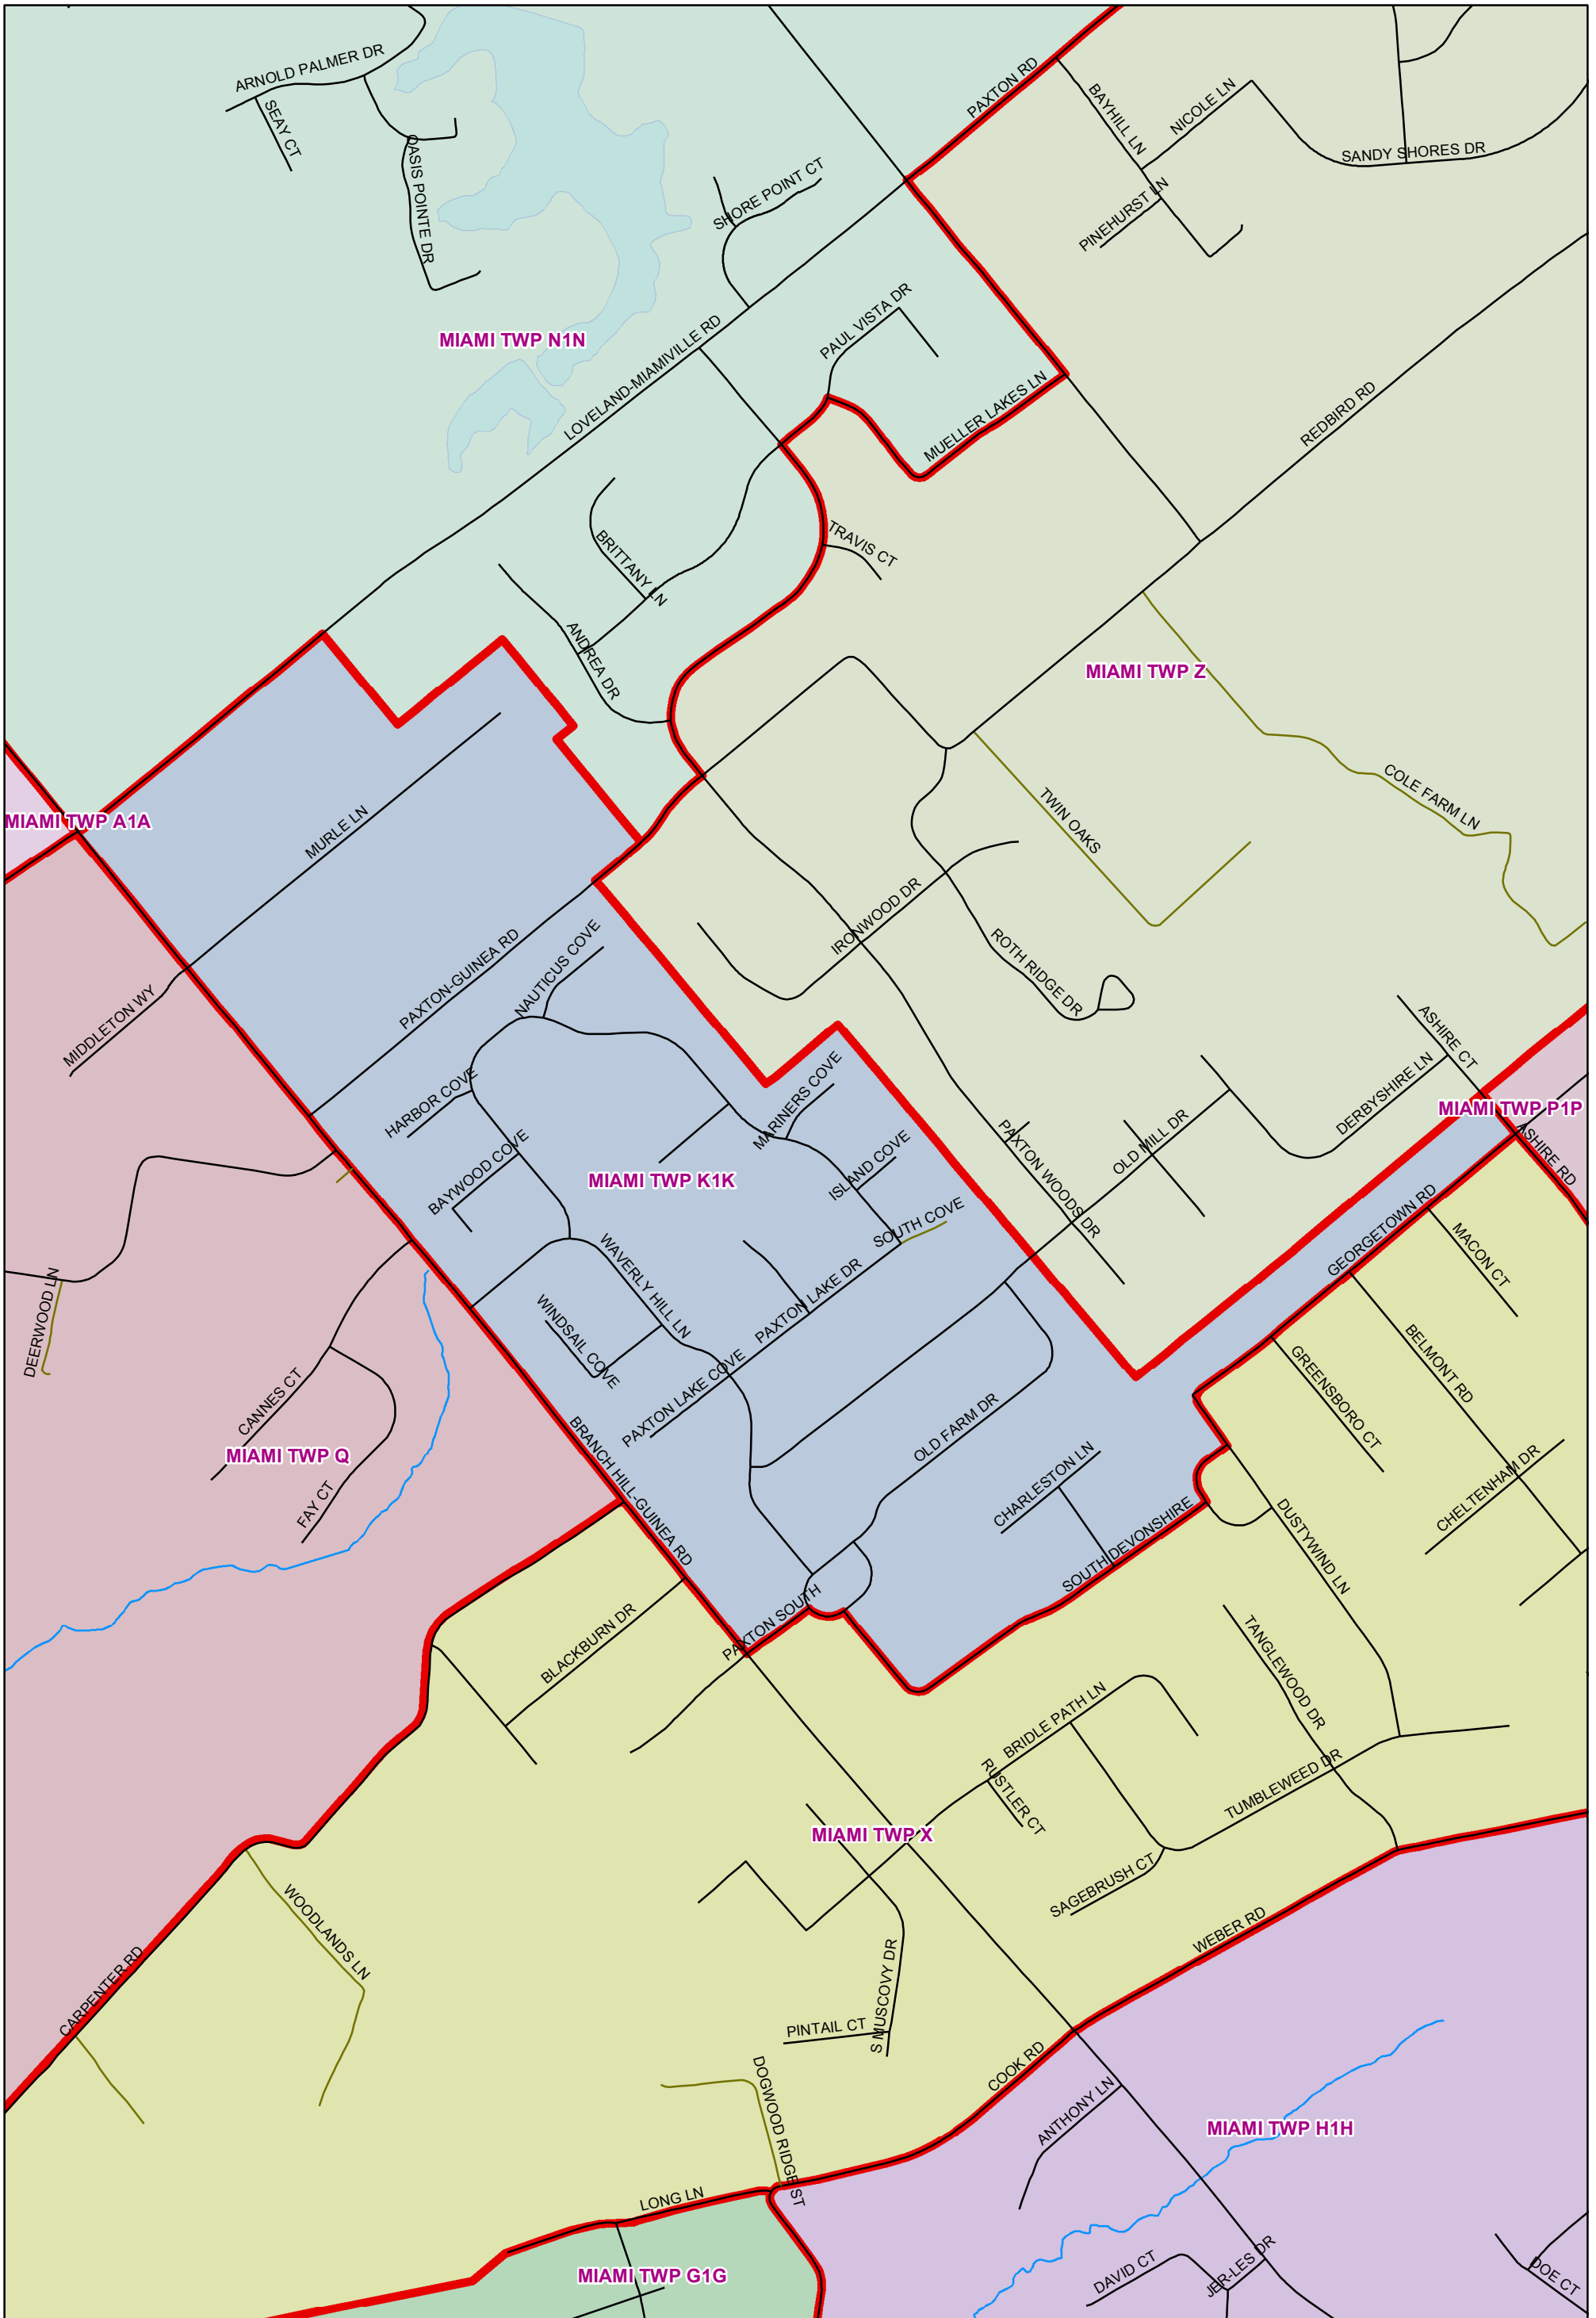 ARNOLD PALMER DR
SEAY CT
OASIS POINTE DR
SHORE POINT CT
PAXTON RD
BAYHILL LN
NICOLE LN
SANDY SHORES DR
PINEHURST LN
MIAMI TWP N1N
LOVELAND-MIAMIVILLE RD
PAUL VISTA DR
MUELLER LAKES LN
REDBIRD RD
TRAVIS CT
BRITTANY LN
ANDREA DR
MIAMI TWP Z
COLE FARM LN
TWIN OAKS
MIAMI TWP A1A
MURLE LN
IRONWOOD DR
ROTH RIDGE DR
PAXTON-GUINEA RD
NAUTICUS COVE
MIDDLETON WY
ASHIRE CT
DERBYSHIRE LN
HARBOR COVE
MARINERS COVE
MIAMI TWP P1P
ASHIRE RD
BAYWOOD COVE
MIAMI TWP K1K
ISLAND COVE
OLD MILL DR
PAXTON WOODS DR
SOUTH COVE
GEORGETOWN RD
MACON CT
WAVERLY HILL LN
PAXTON LAKE DR
DEERWOOD LN
WINDSAIL COVE
PAXTON LAKE COVE
BELMONT RD
GREENSBORO CT
CANNES CT
MIAMI TWP Q
FAY CT
BRANCH HILL-GUINEA RD
OLD FARM DR
CHARLESTON LN
CHELTENHAM DR
SOUTH DEVONSHIRE
DUSTYWIND LN
PAXTON SOUTH
BLACKBURN DR
TANGLEWOOD DR
BRIDLE PATH LN
RUSTLER CT
TUMBLEWEED DR
MIAMI TWP X
SAGEBRUSH CT
WOODLANDS LN
WEBER RD
CARPENTER RD
S MUSCOVY DR
PINTAIL CT
COOK RD
DOGWOOD RIDGE ST
ANTHONY LN
MIAMI TWP H1H
LONG LN
MIAMI TWP G1G
DAVID CT
JER-LES DR
DOE CT